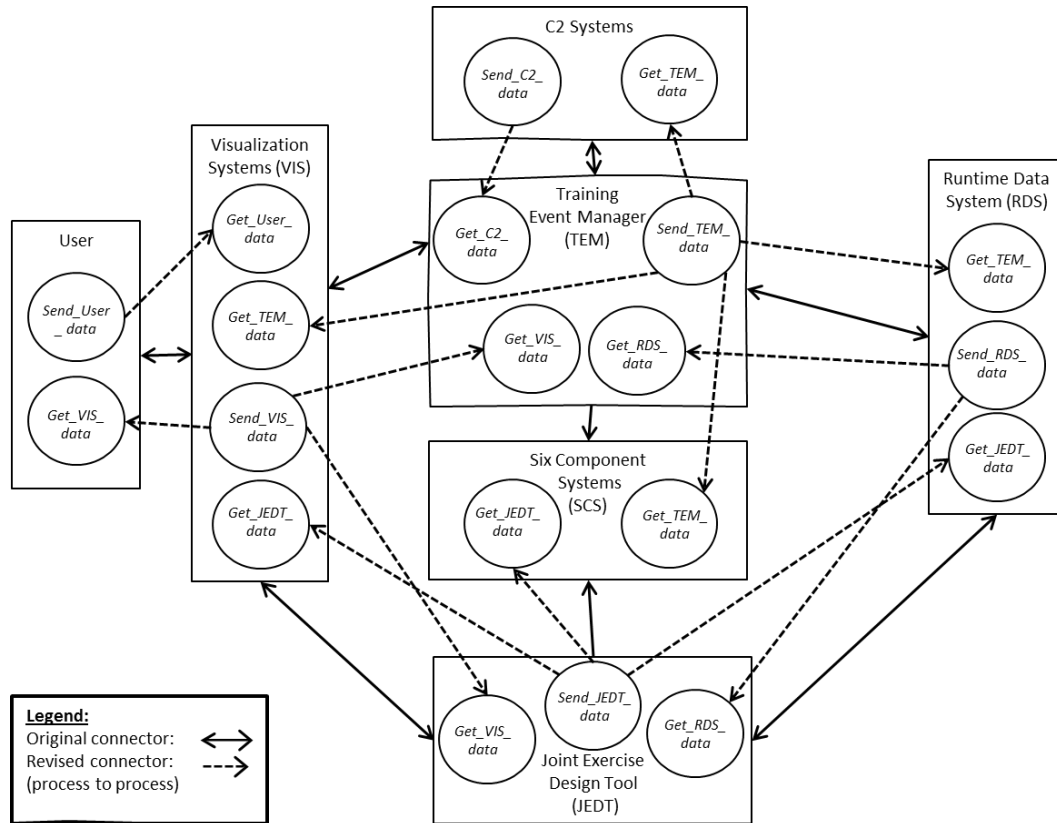 C2 Systems
Send_C2_
data
Get_TEM_
data
Visualization
Systems (VIS)
Get_User_
data
Get_TEM_
data
Send_VIS_
data
Get_JEDT_
data
User
Send_User
_ data
Get_VIS_
data
Training
Event Manager
(TEM)
Get_C2_
data
Send_TEM_
data
Get_VIS_
data
Get_RDS_
data
Runtime Data
System (RDS)
Get_TEM_
data
Send_RDS_
data
Get_JEDT_
data
Six Component
Systems
(SCS)
Get_JEDT_
data
Get_TEM_
data
Send_JEDT_
data
Get_VIS_
data
Get_RDS_
data
Joint Exercise
Design Tool
(JEDT)
Legend:
Original connector:
Revised connector:
(process to process)